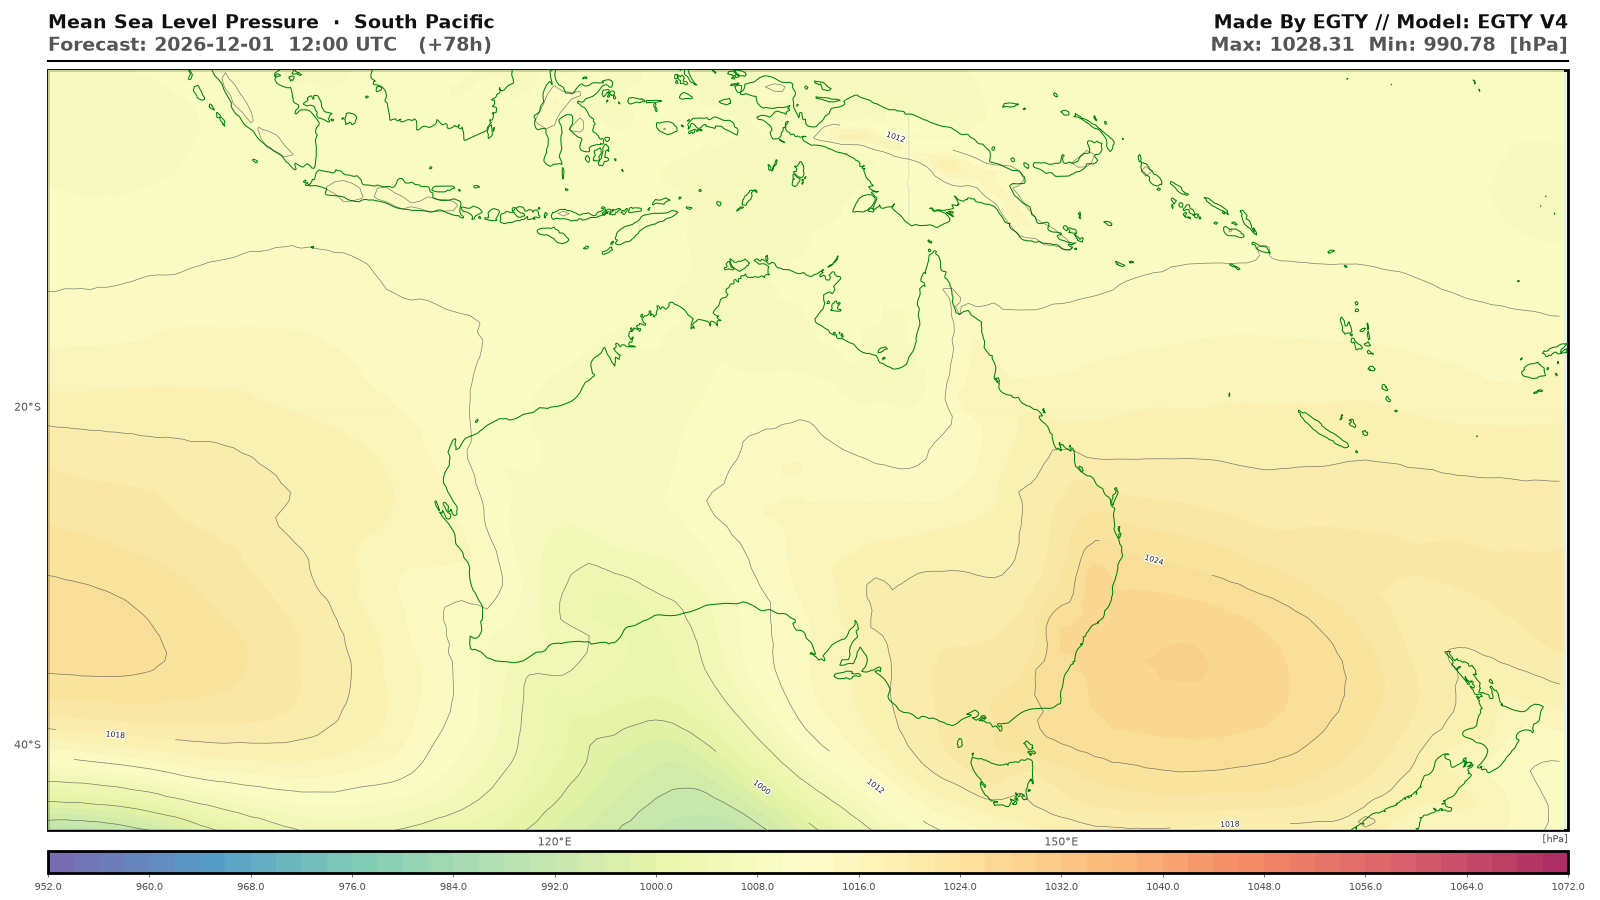 Mean Sea Level Pressure · South Pacific
Made By EGTY // Model: EGTY V4
Forecast: 2026-12-01 12:00 UTC (+78h)
Max: 1028.31 Min: 990.78 [hPa]
1012
20°S
1024
1018
40°S
1000
1012
1018
120°E
150°E
[hPa]
952.0 960.0 968.0 976.0 984.0 992.0 1000.0 1008.0 1016.0 1024.0 1032.0 1040.0 1048.0 1056.0 1064.0 1072.0